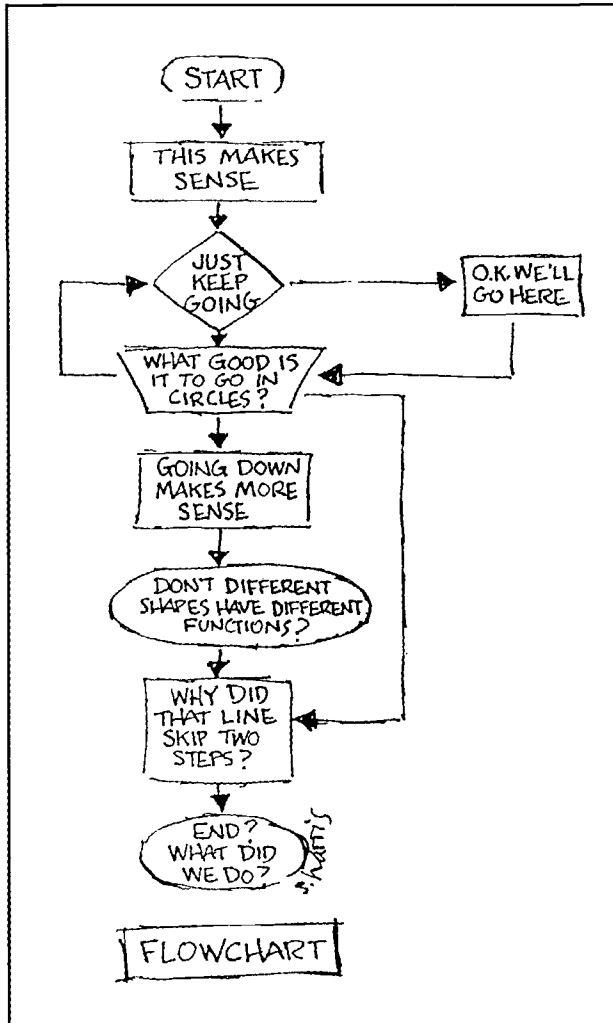 START
THIS MAKES
SENSE
JUST
KEEP
GOING
O.K. WE'LL
GO HERE
WHAT GOOD IS
IT TO GO IN
CIRCLES?
GOING DOWN
MAKES MORE
SENSE
DON'T DIFFERENT
SHAPES HAVE DIFFERENT
FUNCTIONS?
WHY DID
THAT LINE
SKIP TWO
STEPS?
END?
WHAT DID
WE DO?
s. harris
FLOWCHART